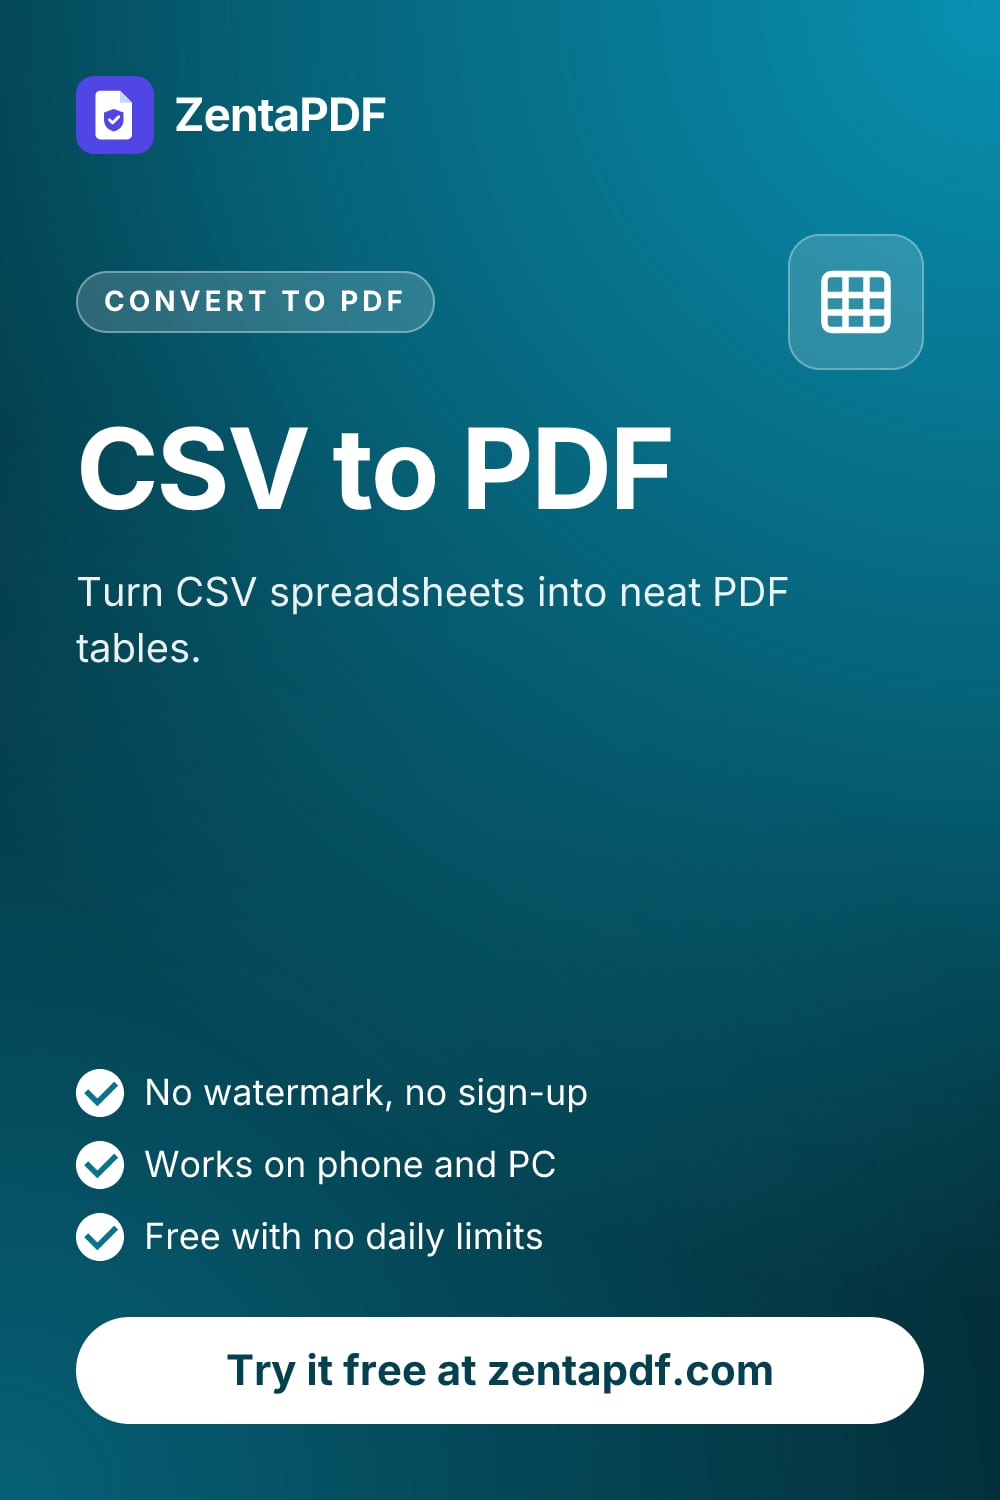 ZentaPDF
CONVERT TO PDF
CSV to PDF
Turn CSV spreadsheets into neat PDF
tables.
No watermark, no sign-up
Works on phone and PC
Free with no daily limits
Try it free at zentapdf.com